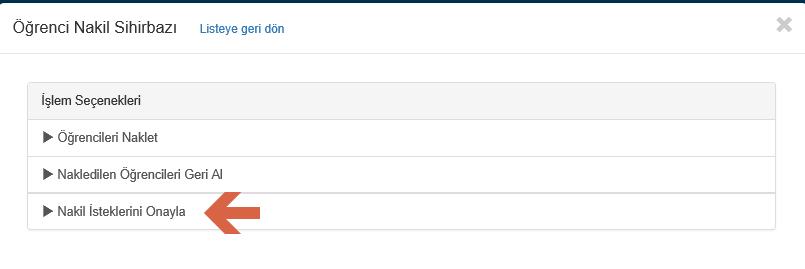 Öğrenci Nakil Sihirbazı Listeye geri dön
İşlem Seçenekleri
Öğrencileri Naklet
Nakledilen Öğrencileri Geri Al
Nakil İsteklerini Onayla